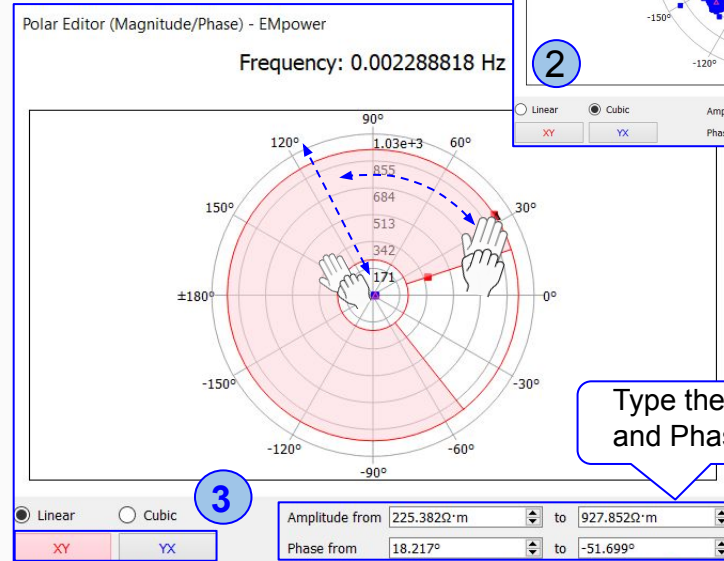 Polar Editor (Magnitude/Phase) - EMpower
Frequency: 0.002288818 Hz
-150°
-120°
2
Linear
Cubic
Amp
XY
YX
Phas
90°
120°
1.03e+3
60°
855
150°
684
30°
513
342
171
±180°
0°
-150°
-30°
-120°
-60°
-90°
Type the
and Phas
3
Linear
Cubic
Amplitude from 225.382Ω·m to 927.852Ω·m
XY
YX
Phase from 18.217° to -51.699°